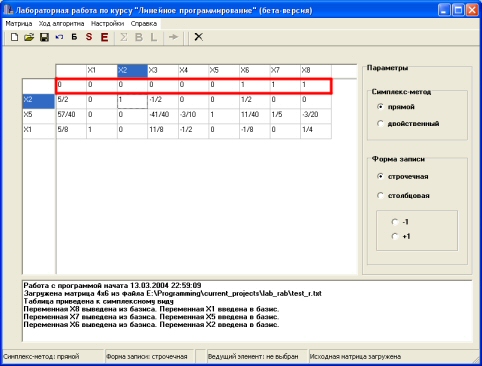 Лабораторная работа по курсу "Линейное программирование" (бета-версия)
Матрица Ход алгоритма Настройки Справка
Б S E Σ B L
X1 X2 X3 X4 X5 X6 X7 X8
0 0 0 0 0 0 1 1 1
X2 5/2 0 1 -1/2 0 0 1/2 0 0
X5 57/40 0 0 -41/40 -3/10 1 11/40 1/5 -3/20
X1 5/8 1 0 11/8 -1/2 0 -1/8 0 1/4
Параметры
Симплекс-метод
прямой
двойственный
Форма записи
строчечная
столбцовая
-1
+1
Работа с программой начата 13.03.2004 22:59:09
Загружена матрица 4x6 из файла E:\Programming\current_projects\lab_rab\test_r.txt
Таблица приведена к симплексному виду
Переменная X8 выведена из базиса. Переменная X1 введена в базис.
Переменная X7 выведена из базиса. Переменная X5 введена в базис.
Переменная X6 выведена из базиса. Переменная X2 введена в базис.
Симплекс-метод: прямой Форма записи: строчечная Ведущий элемент: не выбран Исходная матрица загружена